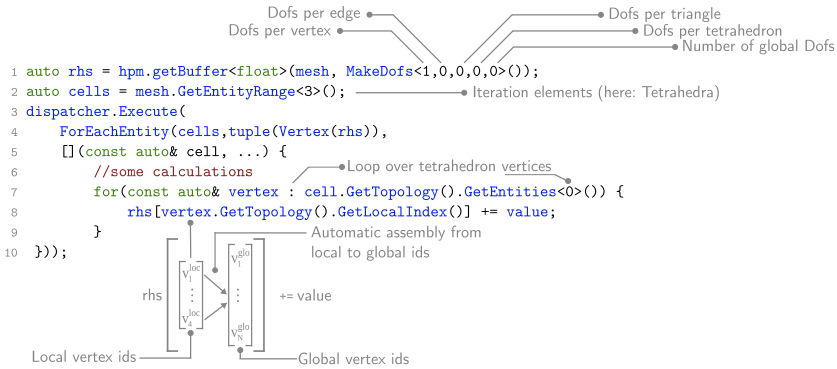 Dofs per edge
Dofs per triangle
Dofs per vertex
Dofs per tetrahedron
Number of global Dofs
1 auto rhs = hpm.getBuffer<float>(mesh, MakeDofs<1,0,0,0,0>());
2 auto cells = mesh.GetEntityRange<3>();
Iteration elements (here: Tetrahedra)
3 dispatcher.Execute(
4 ForEachEntity(cells,tuple(Vertex(rhs)),
5 [](const auto& cell, ...) {
6 //some calculations
Loop over tetrahedron vertices
7 for(const auto& vertex : cell.GetTopology().GetEntities<0>()) {
8 rhs[vertex.GetTopology().GetLocalIndex()] += value;
9 }
10 }));
Automatic assembly from
local to global ids
rhs
v₁ˡᵒᶜ
⋮
v₄ˡᵒᶜ
v₁ᵍˡᵒ
⋮
v_N^glo
+= value
Local vertex ids
Global vertex ids